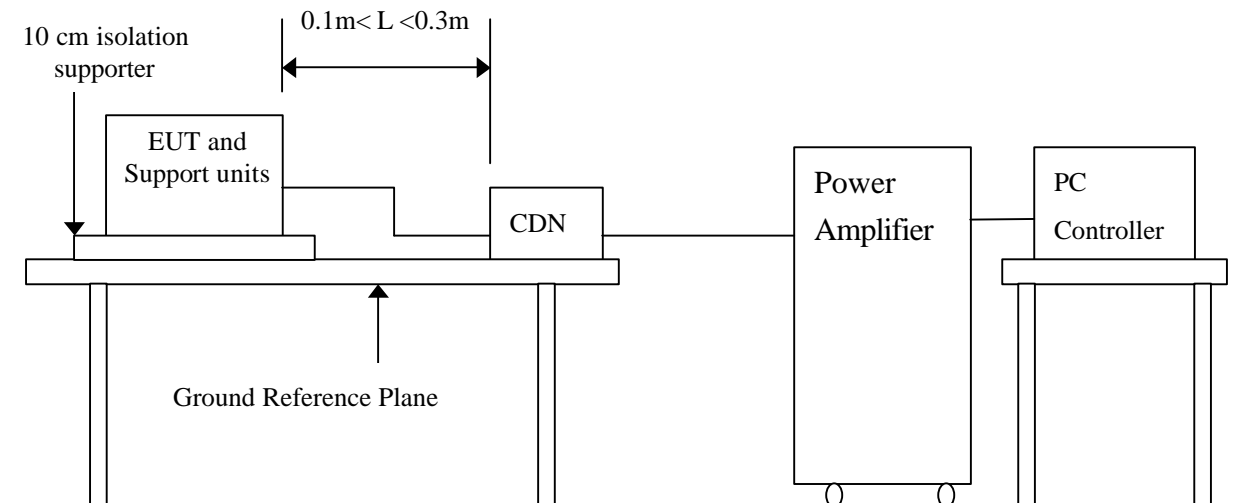 10 cm isolation
supporter
0.1m< L <0.3m
EUT and
Support units
CDN
Power
Amplifier
PC
Controller
Ground Reference Plane